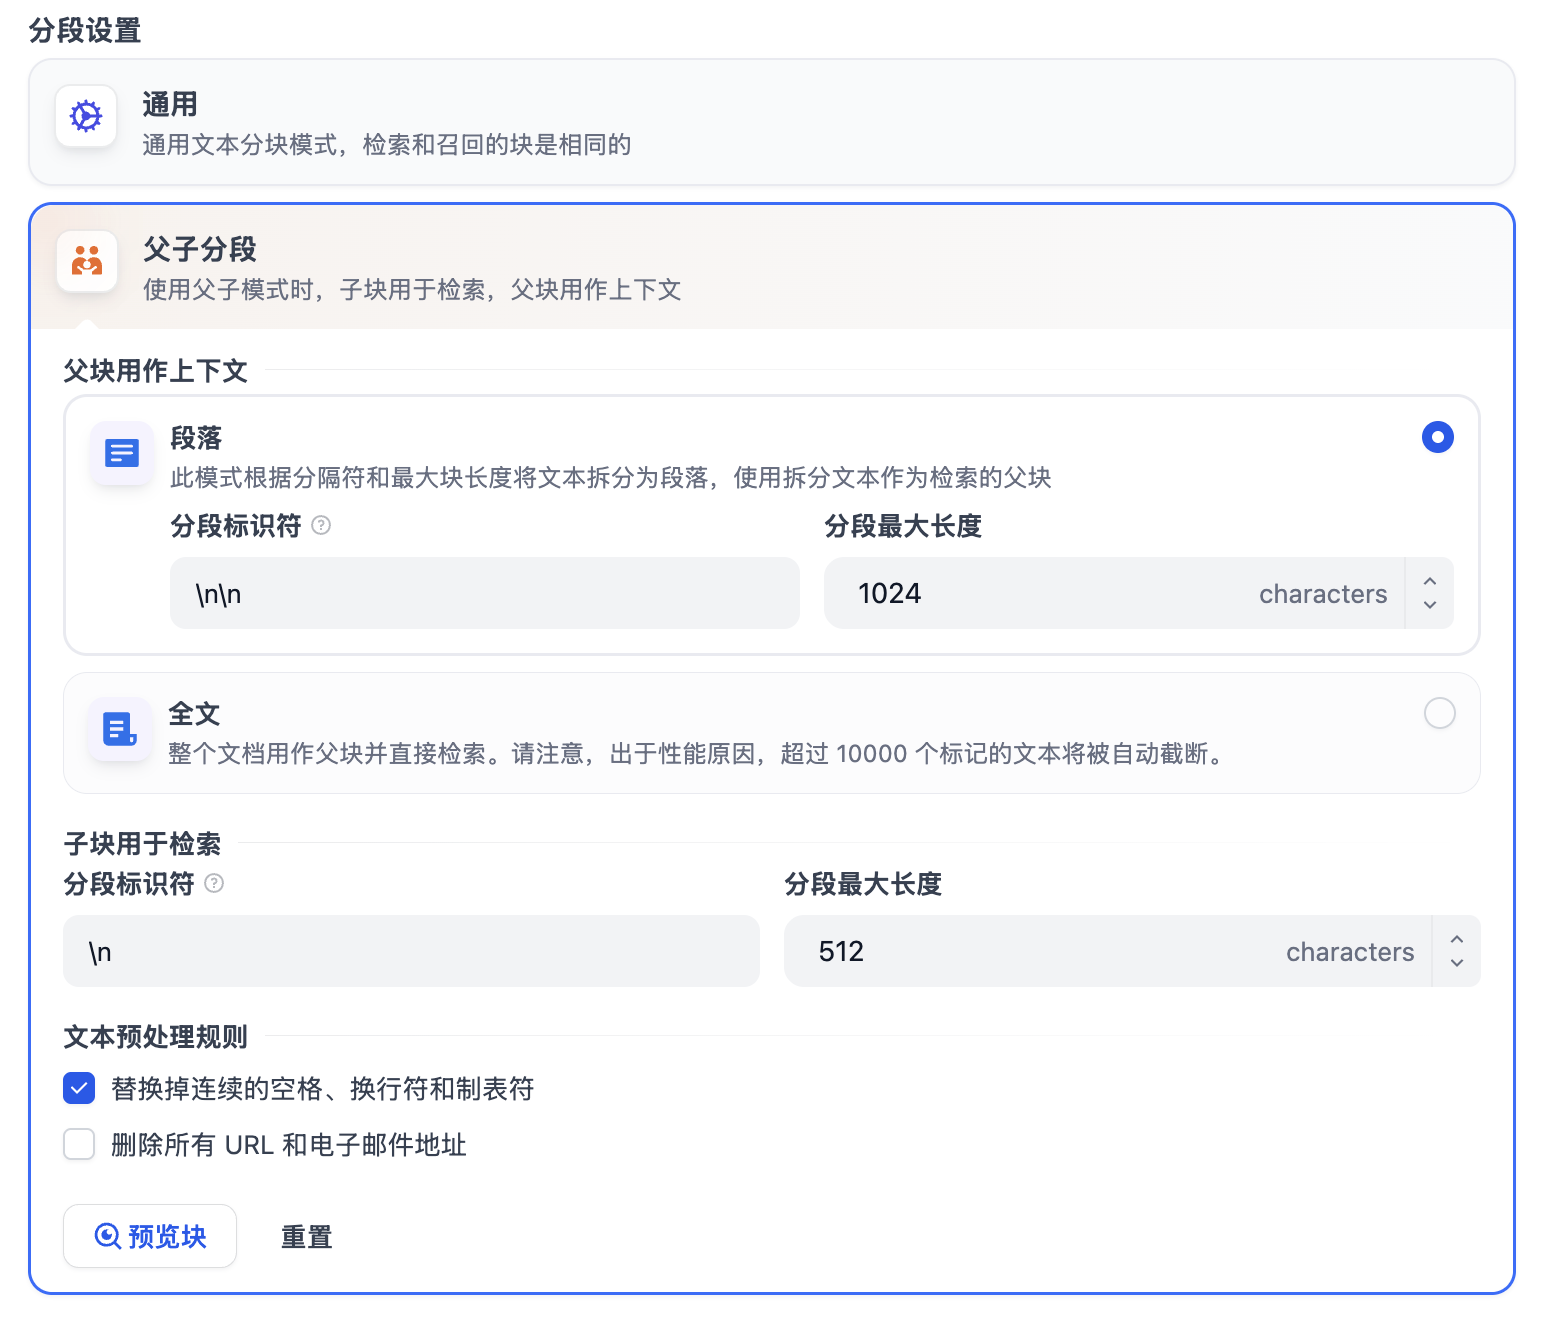 分段设置
通用
通用文本分块模式，检索和召回的块是相同的
父子分段
使用父子模式时，子块用于检索，父块用作上下文
父块用作上下文
段落
此模式根据分隔符和最大块长度将文本拆分为段落，使用拆分文本作为检索的父块
分段标识符 分段最大长度
\n\n 1024 characters
全文
整个文档用作父块并直接检索。请注意，出于性能原因，超过 10000 个标记的文本将被自动截断。
子块用于检索
分段标识符 分段最大长度
\n 512 characters
文本预处理规则
替换掉连续的空格、换行符和制表符
删除所有 URL 和电子邮件地址
预览块 重置